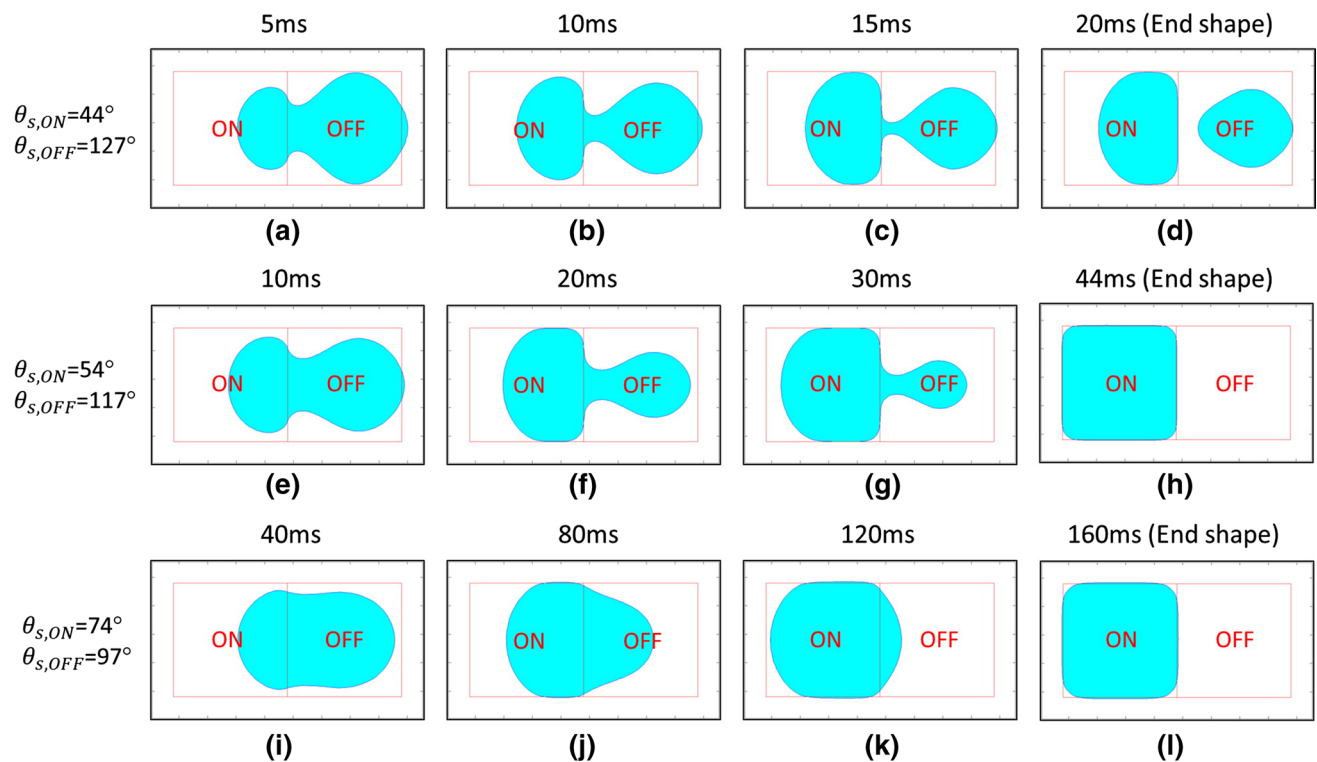 5ms 10ms 15ms 20ms (End shape)
θs,ON=44°
θs,OFF=127°
ON OFF ON OFF ON OFF ON OFF
(a) (b) (c) (d)
10ms 20ms 30ms 44ms (End shape)
θs,ON=54°
θs,OFF=117°
ON OFF ON OFF ON OFF ON OFF
(e) (f) (g) (h)
40ms 80ms 120ms 160ms (End shape)
θs,ON=74°
θs,OFF=97°
ON OFF ON OFF ON OFF ON OFF
(i) (j) (k) (l)